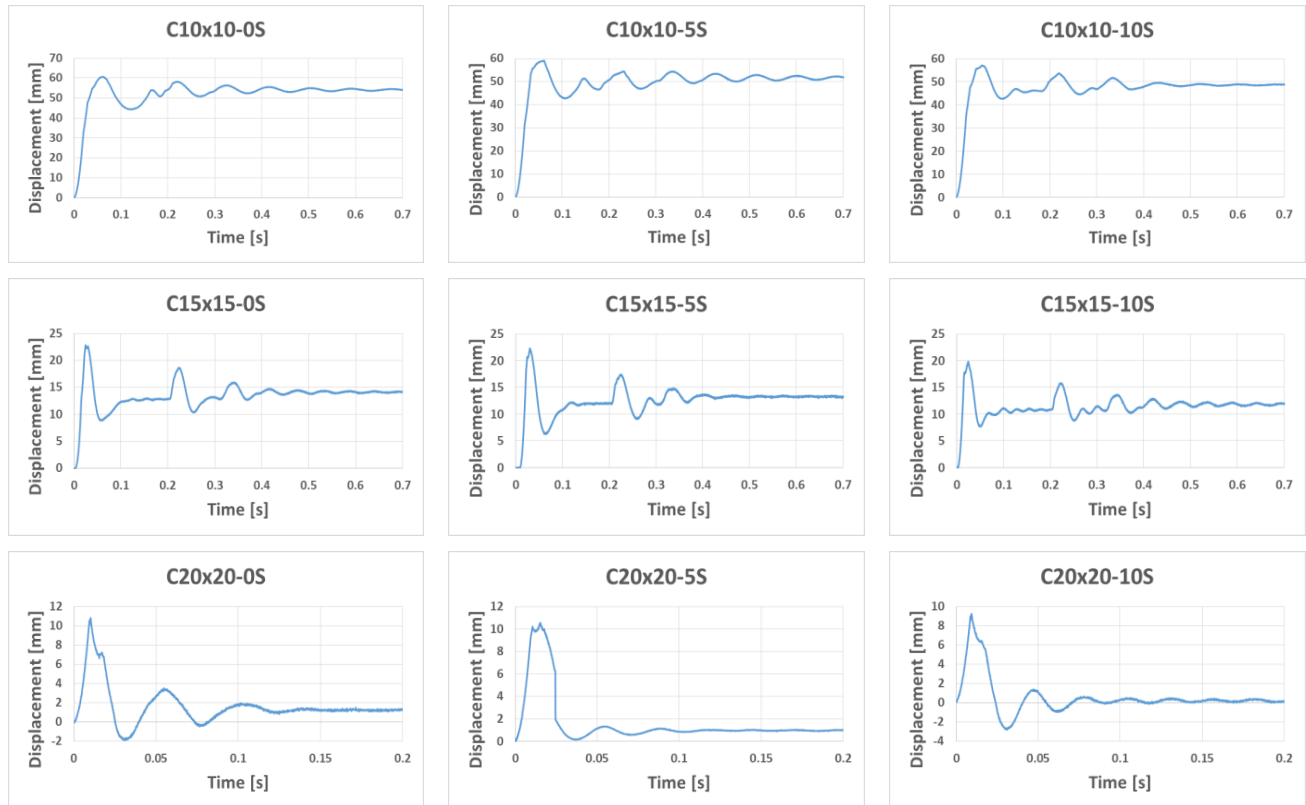 C10x10-0S
70
60
50
40
30
20
10
0
Displacement [mm]
0 0.1 0.2 0.3 0.4 0.5 0.6 0.7
Time [s]
C10x10-5S
60
50
40
30
20
10
0
Displacement [mm]
0 0.1 0.2 0.3 0.4 0.5 0.6 0.7
Time [s]
C10x10-10S
60
50
40
30
20
10
0
Displacement [mm]
0 0.1 0.2 0.3 0.4 0.5 0.6 0.7
Time [s]
C15x15-0S
25
20
15
10
5
0
Displacement [mm]
0 0.1 0.2 0.3 0.4 0.5 0.6 0.7
Time [s]
C15x15-5S
25
20
15
10
5
0
Displacement [mm]
0 0.1 0.2 0.3 0.4 0.5 0.6 0.7
Time [s]
C15x15-10S
25
20
15
10
5
0
Displacement [mm]
0 0.1 0.2 0.3 0.4 0.5 0.6 0.7
Time [s]
C20x20-0S
12
10
8
6
4
2
0
-2
Displacement [mm]
0 0.05 0.1 0.15 0.2
Time [s]
C20x20-5S
12
10
8
6
4
2
0
Displacement [mm]
0 0.05 0.1 0.15 0.2
Time [s]
C20x20-10S
10
8
6
4
2
0
-2
-4
Displacement [mm]
0 0.05 0.1 0.15 0.2
Time [s]